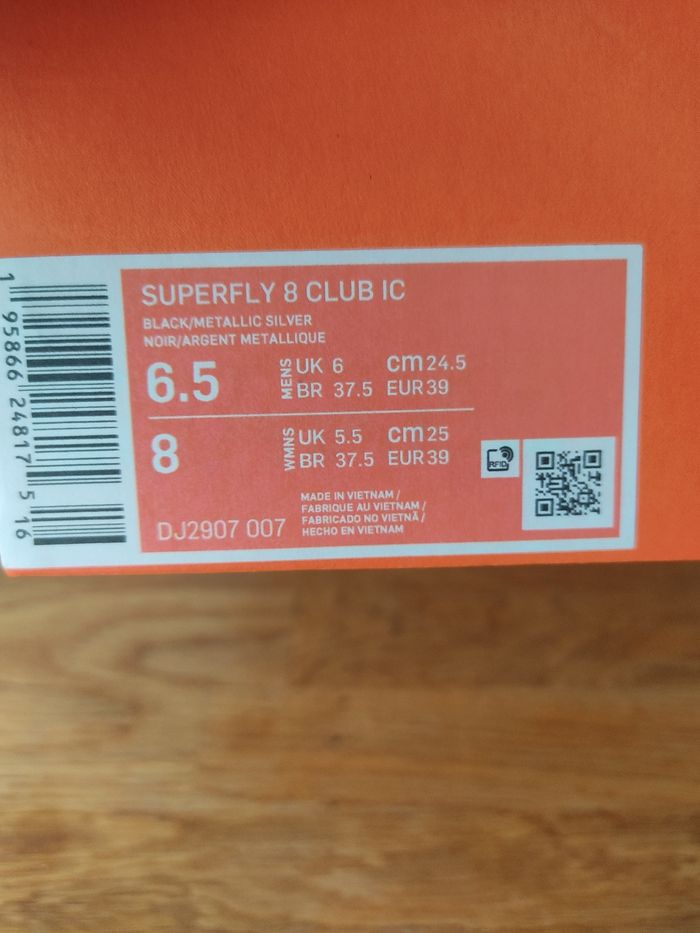 SUPERFLY 8 CLUB IC
BLACK/METALLIC SILVER
NOIR/ARGENT METALLIQUE
6.5 MENS UK 6 cm 24.5
BR 37.5 EUR 39
8 WMNS UK 5.5 cm 25
BR 37.5 EUR 39
RFID
DJ2907 007
MADE IN VIETNAM /
FABRIQUE AU VIETNAM /
FABRICADO NO VIETNÃ /
HECHO EN VIETNAM
1 95866 24817 5 16